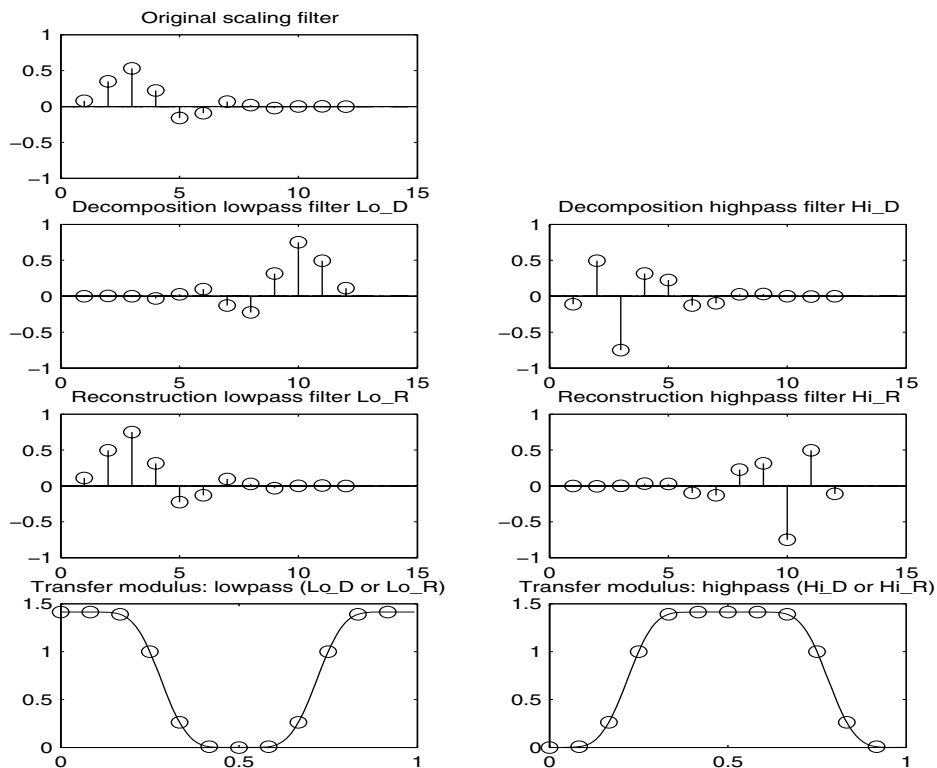 Original scaling filter
1
0.5
0
−0.5
−1
0 5 10 15
Decomposition lowpass filter Lo_D
1
0.5
0
−0.5
−1
0 5 10 15
Decomposition highpass filter Hi_D
1
0.5
0
−0.5
−1
0 5 10 15
Reconstruction lowpass filter Lo_R
1
0.5
0
−0.5
−1
0 5 10 15
Reconstruction highpass filter Hi_R
1
0.5
0
−0.5
−1
0 5 10 15
Transfer modulus: lowpass (Lo_D or Lo_R)
1.5
1
0.5
0
0 0.5 1
Transfer modulus: highpass (Hi_D or Hi_R)
1.5
1
0.5
0
0 0.5 1